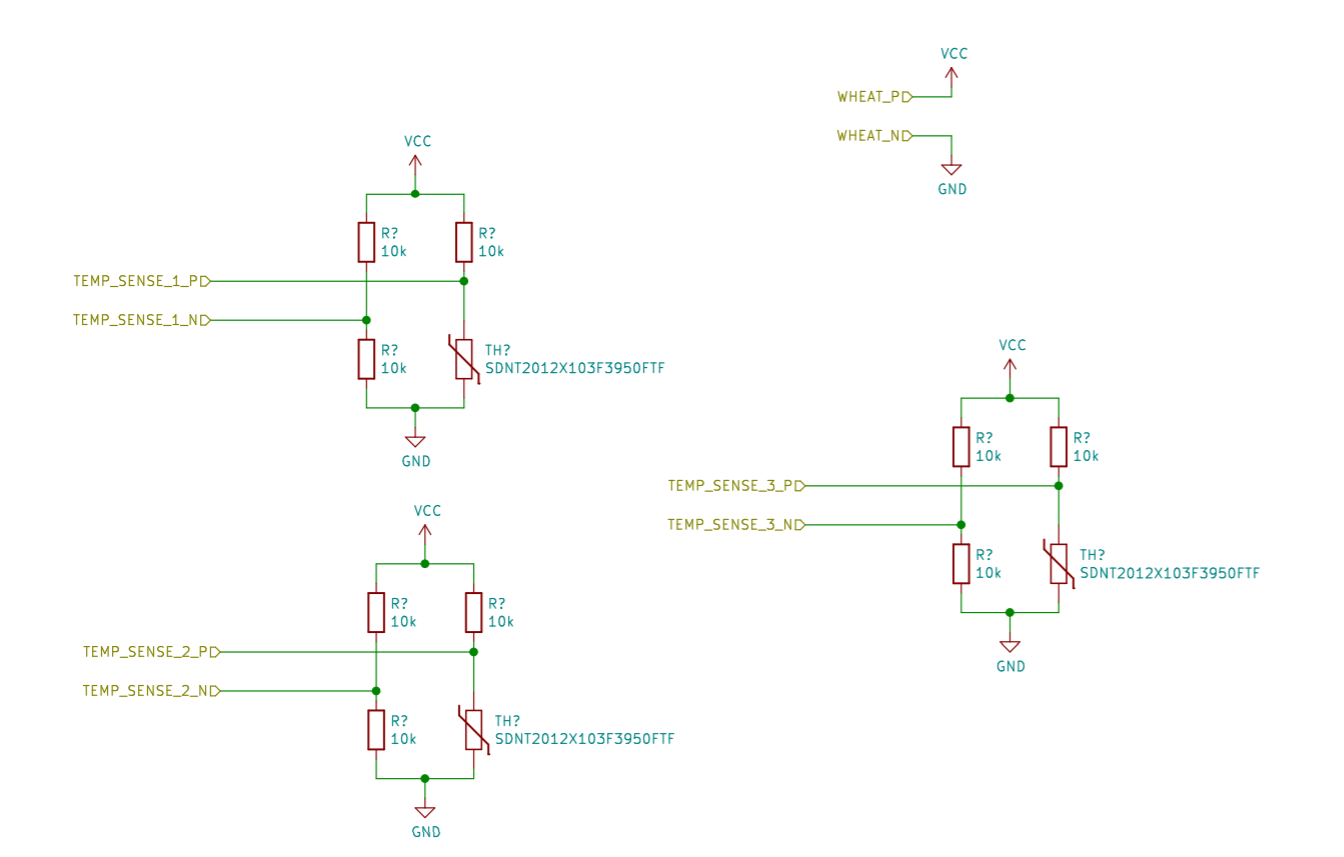 VCC
WHEAT_P
WHEAT_N
GND
VCC
R?
10k
R?
10k
TEMP_SENSE_1_P
TEMP_SENSE_1_N
R?
10k
TH?
SDNT2012X103F3950FTF
GND
VCC
R?
10k
R?
10k
TEMP_SENSE_3_P
TEMP_SENSE_3_N
R?
10k
TH?
SDNT2012X103F3950FTF
GND
VCC
R?
10k
R?
10k
TEMP_SENSE_2_P
TEMP_SENSE_2_N
R?
10k
TH?
SDNT2012X103F3950FTF
GND